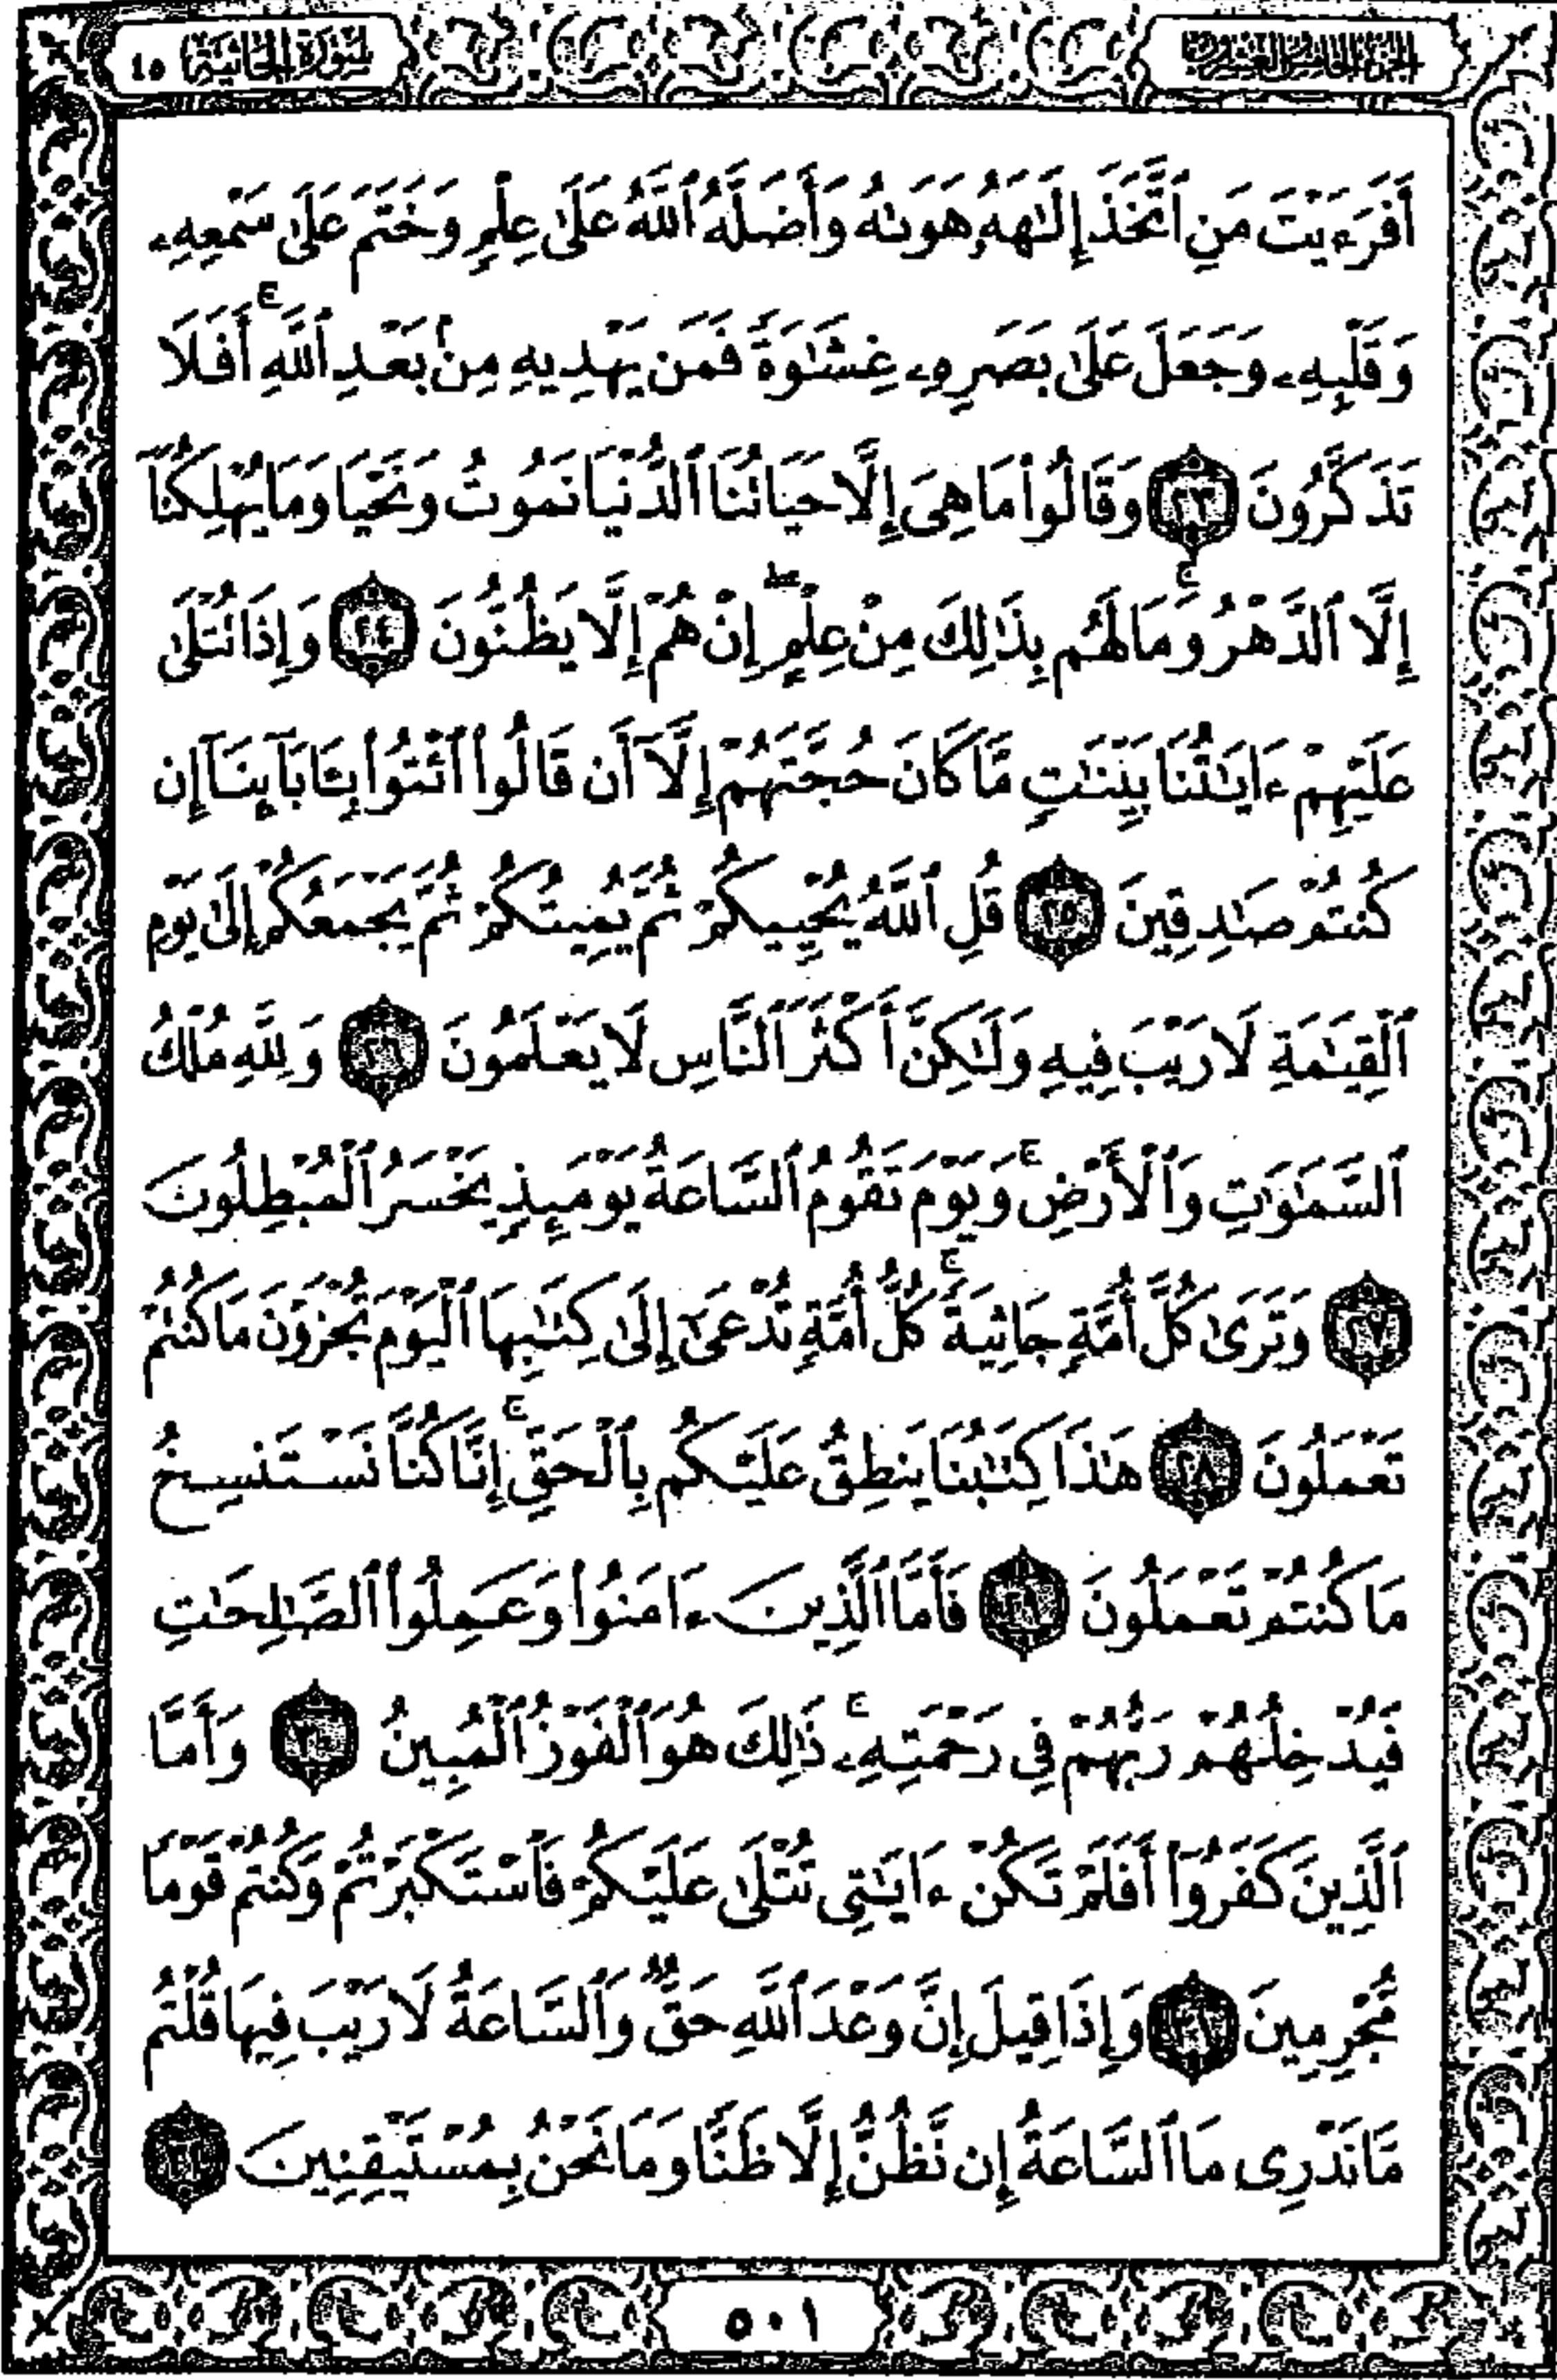 الجزء الخامس والعشرون
سورة الجاثية ٤٥
أَفَرَءَيْتَ مَنِ ٱتَّخَذَ إِلَٰهَهُۥ هَوَىٰهُ وَأَضَلَّهُ ٱللَّهُ عَلَىٰ عِلْمٍ وَخَتَمَ عَلَىٰ سَمْعِهِۦ
وَقَلْبِهِۦ وَجَعَلَ عَلَىٰ بَصَرِهِۦ غِشَٰوَةً فَمَن يَهْدِيهِ مِنۢ بَعْدِ ٱللَّهِ ۚ أَفَلَا
تَذَكَّرُونَ ٢٣ وَقَالُوا۟ مَا هِىَ إِلَّا حَيَاتُنَا ٱلدُّنْيَا نَمُوتُ وَنَحْيَا وَمَا يُهْلِكُنَآ
إِلَّا ٱلدَّهْرُ ۚ وَمَا لَهُم بِذَٰلِكَ مِنْ عِلْمٍ ۖ إِنْ هُمْ إِلَّا يَظُنُّونَ ٢٤ وَإِذَا تُتْلَىٰ
عَلَيْهِمْ ءَايَٰتُنَا بَيِّنَٰتٍ مَّا كَانَ حُجَّتَهُمْ إِلَّآ أَن قَالُوا۟ ٱئْتُوا۟ بِـَٔابَآئِنَآ إِن
كُنتُمْ صَٰدِقِينَ ٢٥ قُلِ ٱللَّهُ يُحْيِيكُمْ ثُمَّ يُمِيتُكُمْ ثُمَّ يَجْمَعُكُمْ إِلَىٰ يَوْمِ
ٱلْقِيَٰمَةِ لَا رَيْبَ فِيهِ وَلَٰكِنَّ أَكْثَرَ ٱلنَّاسِ لَا يَعْلَمُونَ ٢٦ وَلِلَّهِ مُلْكُ
ٱلسَّمَٰوَٰتِ وَٱلْأَرْضِ ۚ وَيَوْمَ تَقُومُ ٱلسَّاعَةُ يَوْمَئِذٍ يَخْسَرُ ٱلْمُبْطِلُونَ
٢٧ وَتَرَىٰ كُلَّ أُمَّةٍ جَاثِيَةً ۚ كُلُّ أُمَّةٍ تُدْعَىٰٓ إِلَىٰ كِتَٰبِهَا ٱلْيَوْمَ تُجْزَوْنَ مَا كُنتُمْ
تَعْمَلُونَ ٢٨ هَٰذَا كِتَٰبُنَا يَنطِقُ عَلَيْكُم بِٱلْحَقِّ ۚ إِنَّا كُنَّا نَسْتَنسِخُ
مَا كُنتُمْ تَعْمَلُونَ ٢٩ فَأَمَّا ٱلَّذِينَ ءَامَنُوا۟ وَعَمِلُوا۟ ٱلصَّٰلِحَٰتِ
فَيُدْخِلُهُمْ رَبُّهُمْ فِى رَحْمَتِهِۦ ۚ ذَٰلِكَ هُوَ ٱلْفَوْزُ ٱلْمُبِينُ ٣٠ وَأَمَّا
ٱلَّذِينَ كَفَرُوٓا۟ أَفَلَمْ تَكُنْ ءَايَٰتِى تُتْلَىٰ عَلَيْكُمْ فَٱسْتَكْبَرْتُمْ وَكُنتُمْ قَوْمًا
مُّجْرِمِينَ ٣١ وَإِذَا قِيلَ إِنَّ وَعْدَ ٱللَّهِ حَقٌّ وَٱلسَّاعَةُ لَا رَيْبَ فِيهَا قُلْتُم
مَّا نَدْرِى مَا ٱلسَّاعَةُ إِن نَّظُنُّ إِلَّا ظَنًّا وَمَا نَحْنُ بِمُسْتَيْقِنِينَ ٣٢
٥٠١